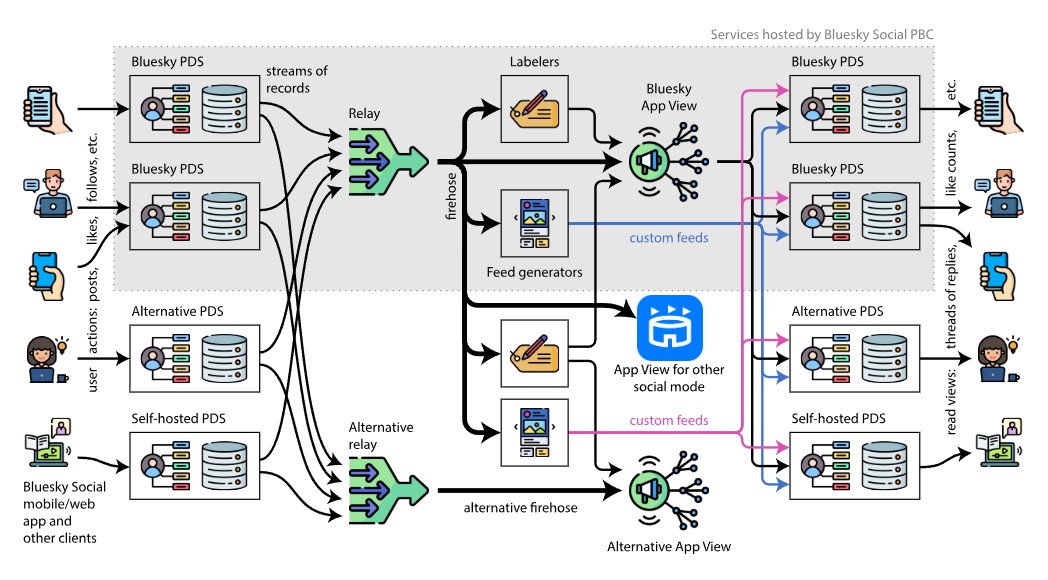 Services hosted by Bluesky Social PBC
Bluesky PDS
streams of
records
Labelers
Bluesky
App View
Bluesky PDS
etc.
Relay
follows, etc.
Bluesky PDS
Bluesky PDS
like counts,
likes,
firehose
custom feeds
Feed generators
posts,
threads of replies,
Alternative PDS
Alternative PDS
user actions:
App View for other
social mode
read views:
Self-hosted PDS
custom feeds
Self-hosted PDS
Alternative
relay
Bluesky Social
mobile/web
app and
other clients
alternative firehose
Alternative App View